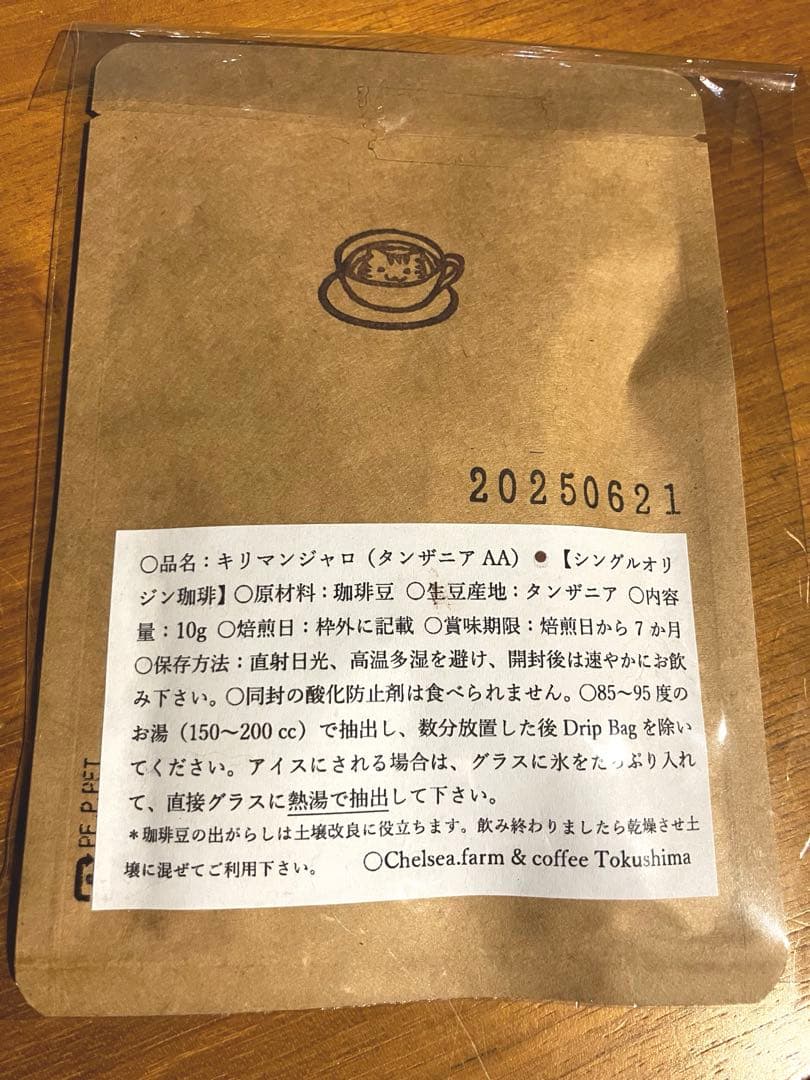 20250621
○品名：キリマンジャロ（タンザニア AA）●【シングルオリ
ジン珈琲】○原材料：珈琲豆 ○生豆産地：タンザニア ○内容
量：10g ○焙煎日：枠外に記載 ○賞味期限：焙煎日から7か月
○保存方法：直射日光、高温多湿を避け、開封後は速やかにお飲
み下さい。○同封の酸化防止剤は食べられません。○85～95 度の
お湯（150～200 cc）で抽出し、数分放置した後 Drip Bag を除い
てください。アイスにされる場合は、グラスに氷をたっぷり入れ
て、直接グラスに熱湯で抽出して下さい。
＊珈琲豆の出がらしは土壌改良に役立ちます。飲み終わりましたら乾燥させ土
壌に混ぜてご利用下さい。 ○Chelsea.farm & coffee Tokushima